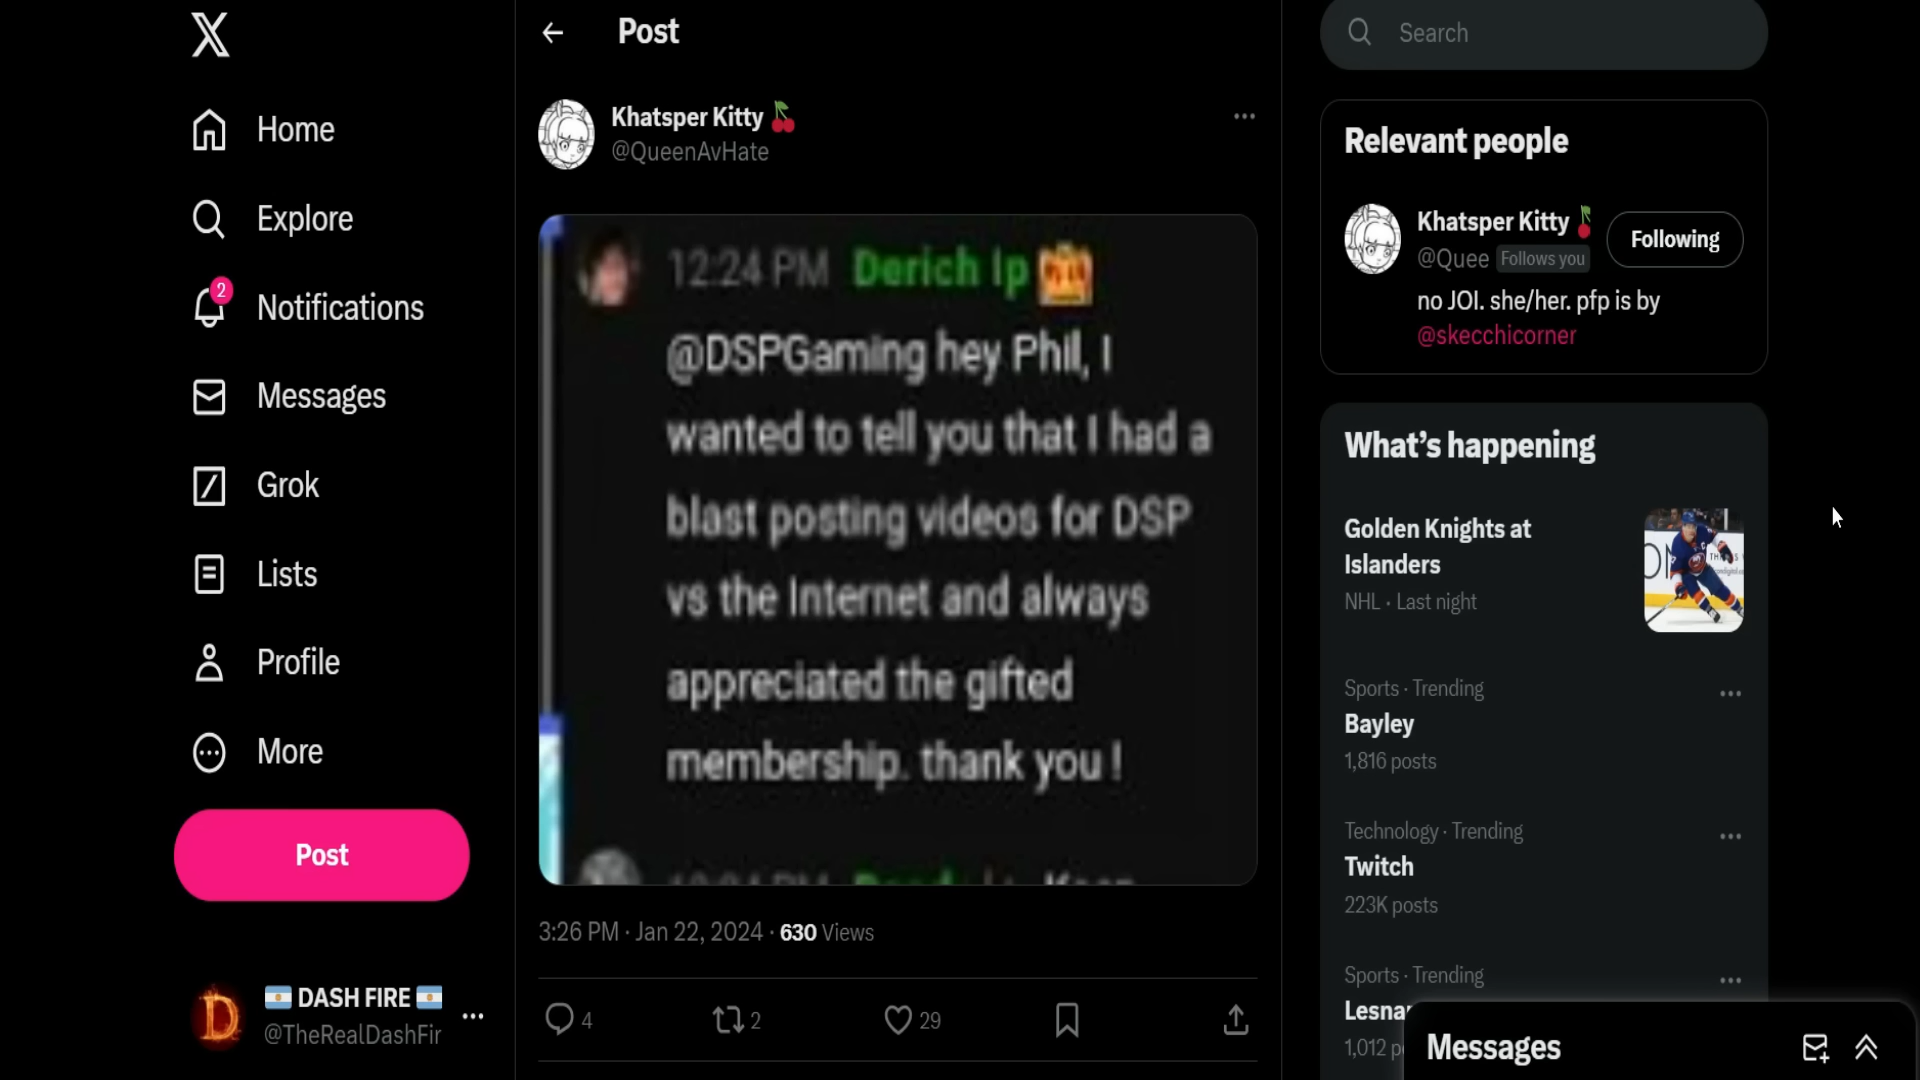 Home
Explore
2
Notifications
Messages
Grok
Lists
Profile
More
Post
DASH FIRE
@TheRealDashFir
Post
Khatsper Kitty
@QueenAvHate
12:24 PM Derich Ip
@DSPGaming hey Phil, I
wanted to tell you that I had a
blast posting videos for DSP
vs the Internet and always
appreciated the gifted
membership. thank you !
3:26 PM · Jan 22, 2024 · 630 Views
4
2
29
Search
Relevant people
Khatsper Kitty
@Quee Follows you
Following
no JOI. she/her. pfp is by
@skecchicorner
What's happening
Golden Knights at
Islanders
NHL · Last night
Sports · Trending
Bayley
1,816 posts
Technology · Trending
Twitch
223K posts
Sports · Trending
Lesnar
1,012 p
Messages